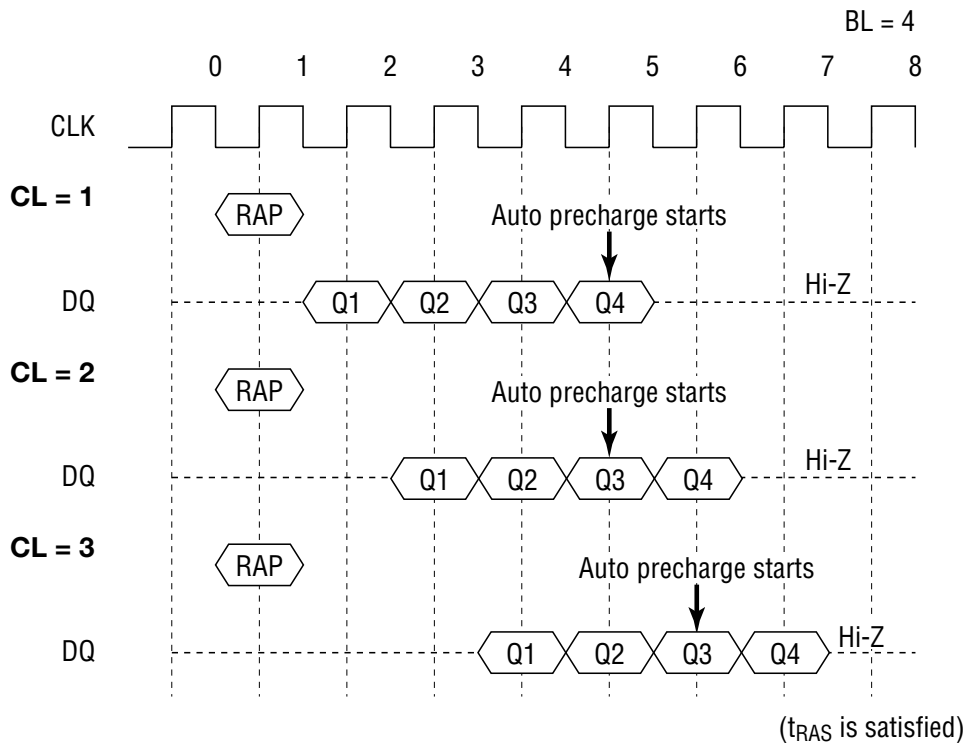 BL = 4
0 1 2 3 4 5 6 7 8
CLK
CL = 1
RAP
Auto precharge starts
DQ
Q1 Q2 Q3 Q4
Hi-Z
CL = 2
RAP
Auto precharge starts
DQ
Q1 Q2 Q3 Q4
Hi-Z
CL = 3
RAP
Auto precharge starts
DQ
Q1 Q2 Q3 Q4
Hi-Z
(tRAS is satisfied)